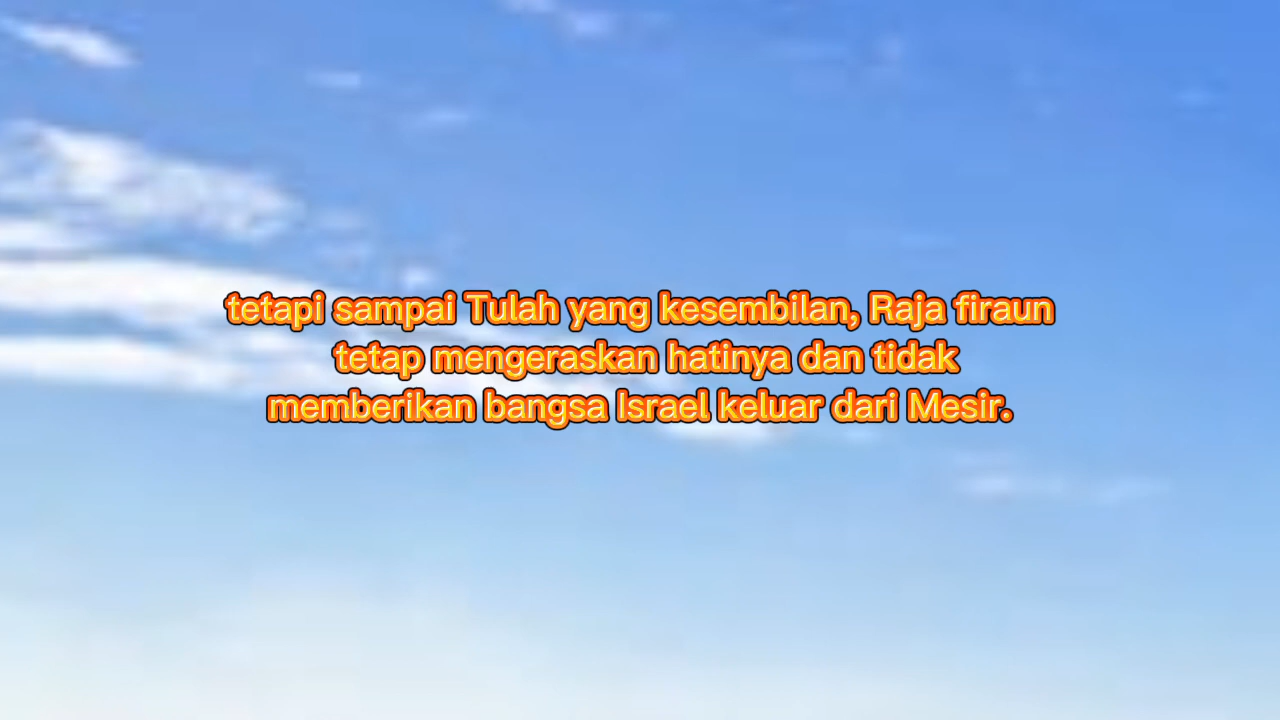 tetapi sampai Tulah yang kesembilan, Raja firaun
tetap mengeraskan hatinya dan tidak
memberikan bangsa Israel keluar dari Mesir.